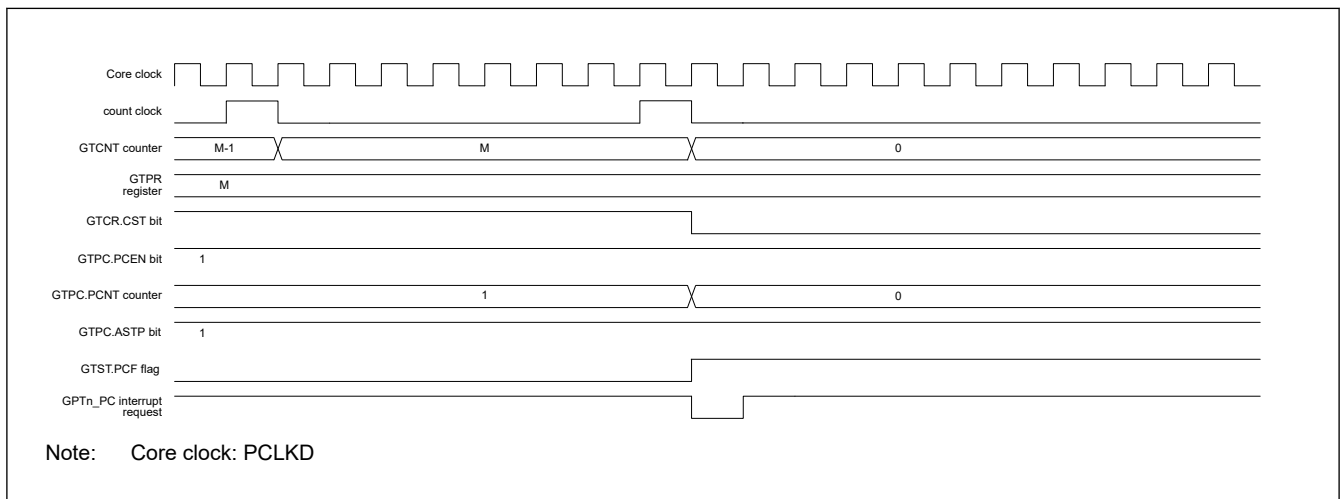 Core clock
count clock
GTCNT counter
M-1
M
0
GTPR
register
M
GTCR.CST bit
GTPC.PCEN bit
1
GTPC.PCNT counter
1
0
GTPC.ASTP bit
1
GTST.PCF flag
GPTn_PC interrupt
request
Note: Core clock: PCLKD